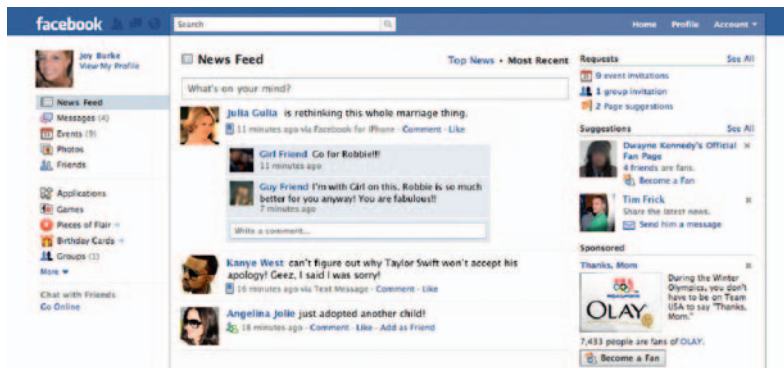 facebook
Search
Home Profile Account
Joy Burke
View My Profile
News Feed
Messages (4)
Events (9)
Photos
Friends
Applications
Games
Pieces of Flair
Birthday Cards
Groups (1)
More
Chat with Friends
Go Online
News Feed
Top News · Most Recent
What's on your mind?
Julia Gulia is rethinking this whole marriage thing.
11 minutes ago via Facebook for iPhone · Comment · Like
Girl Friend Go for Robbie!!!
11 minutes ago
Guy Friend I'm with Girl on this. Robbie is so much
better for you anyway! You are fabulous!!
7 minutes ago
Write a comment...
Kanye West can't figure out why Taylor Swift won't accept his
apology! Geez, I said I was sorry!
16 minutes ago via Text Message · Comment · Like
Angelina Jolie just adopted another child!
18 minutes ago · Comment · Like · Add as Friend
Requests See All
9 event invitations
1 group invitation
2 Page suggestions
Suggestions See All
Dwayne Kennedy's Official
Fan Page
4 friends are fans.
Become a Fan
Tim Frick
Share the latest news.
Send him a message
Sponsored
Thanks, Mom
OLAY
During the Winter
Olympics, you don't
have to be on Team
USA to say "Thanks,
Mom."
7,433 people are fans of OLAY.
Become a Fan